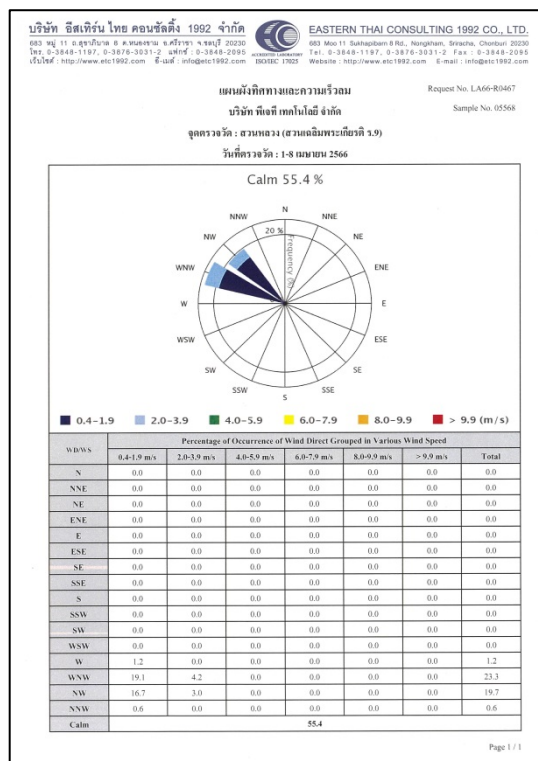 บริษัท อีสเทิร์น ไทย คอนซัลติ้ง 1992 จำกัด
683 หมู่ 11 ถ.สุขาภิบาล 8 ต.หนองขาม อ.ศรีราชา จ.ชลบุรี 20230
โทร. 0-3848-1197, 0-3876-3031-2 แฟกซ์ : 0-3848-2095
เว็บไซต์ : http://www.etc1992.com อี-เมล์ : info@etc1992.com
ACCREDITED LABORATORY
ISO/IEC 17025
EASTERN THAI CONSULTING 1992 CO., LTD.
683 Moo 11 Sukhapibarn 8 Rd., Nongkham, Sriracha, Chonburi 20230
Tel. 0-3848-1197, 0-3876-3031-2 Fax : 0-3848-2095
Website : http://www.etc1992.com E-mail : info@etc1992.com
Request No. LA66-R0467
Sample No. 05568
แผนผังทิศทางและความเร็วลม
บริษัท พีเจที เทคโนโลยี จำกัด
จุดตรวจวัด : สวนหลวง (สวนเฉลิมพระเกียรติ ร.9)
วันที่ตรวจวัด : 1-8 เมษายน 2566
Calm 55.4 %
N
NNE
NE
ENE
E
ESE
SE
SSE
S
SSW
SW
WSW
W
WNW
NW
NNW
20 %
Frequency (%)
0.4-1.9 2.0-3.9 4.0-5.9 6.0-7.9 8.0-9.9 > 9.9 (m/s)
WD/WS Percentage of Occurrence of Wind Direct Grouped in Various Wind Speed
0.4-1.9 m/s 2.0-3.9 m/s 4.0-5.9 m/s 6.0-7.9 m/s 8.0-9.9 m/s > 9.9 m/s Total
N 0.0 0.0 0.0 0.0 0.0 0.0 0.0
NNE 0.0 0.0 0.0 0.0 0.0 0.0 0.0
NE 0.0 0.0 0.0 0.0 0.0 0.0 0.0
ENE 0.0 0.0 0.0 0.0 0.0 0.0 0.0
E 0.0 0.0 0.0 0.0 0.0 0.0 0.0
ESE 0.0 0.0 0.0 0.0 0.0 0.0 0.0
SE 0.0 0.0 0.0 0.0 0.0 0.0 0.0
SSE 0.0 0.0 0.0 0.0 0.0 0.0 0.0
S 0.0 0.0 0.0 0.0 0.0 0.0 0.0
SSW 0.0 0.0 0.0 0.0 0.0 0.0 0.0
SW 0.0 0.0 0.0 0.0 0.0 0.0 0.0
WSW 0.0 0.0 0.0 0.0 0.0 0.0 0.0
W 1.2 0.0 0.0 0.0 0.0 0.0 1.2
WNW 19.1 4.2 0.0 0.0 0.0 0.0 23.3
NW 16.7 3.0 0.0 0.0 0.0 0.0 19.7
NNW 0.6 0.0 0.0 0.0 0.0 0.0 0.6
Calm 55.4
Page 1 / 1